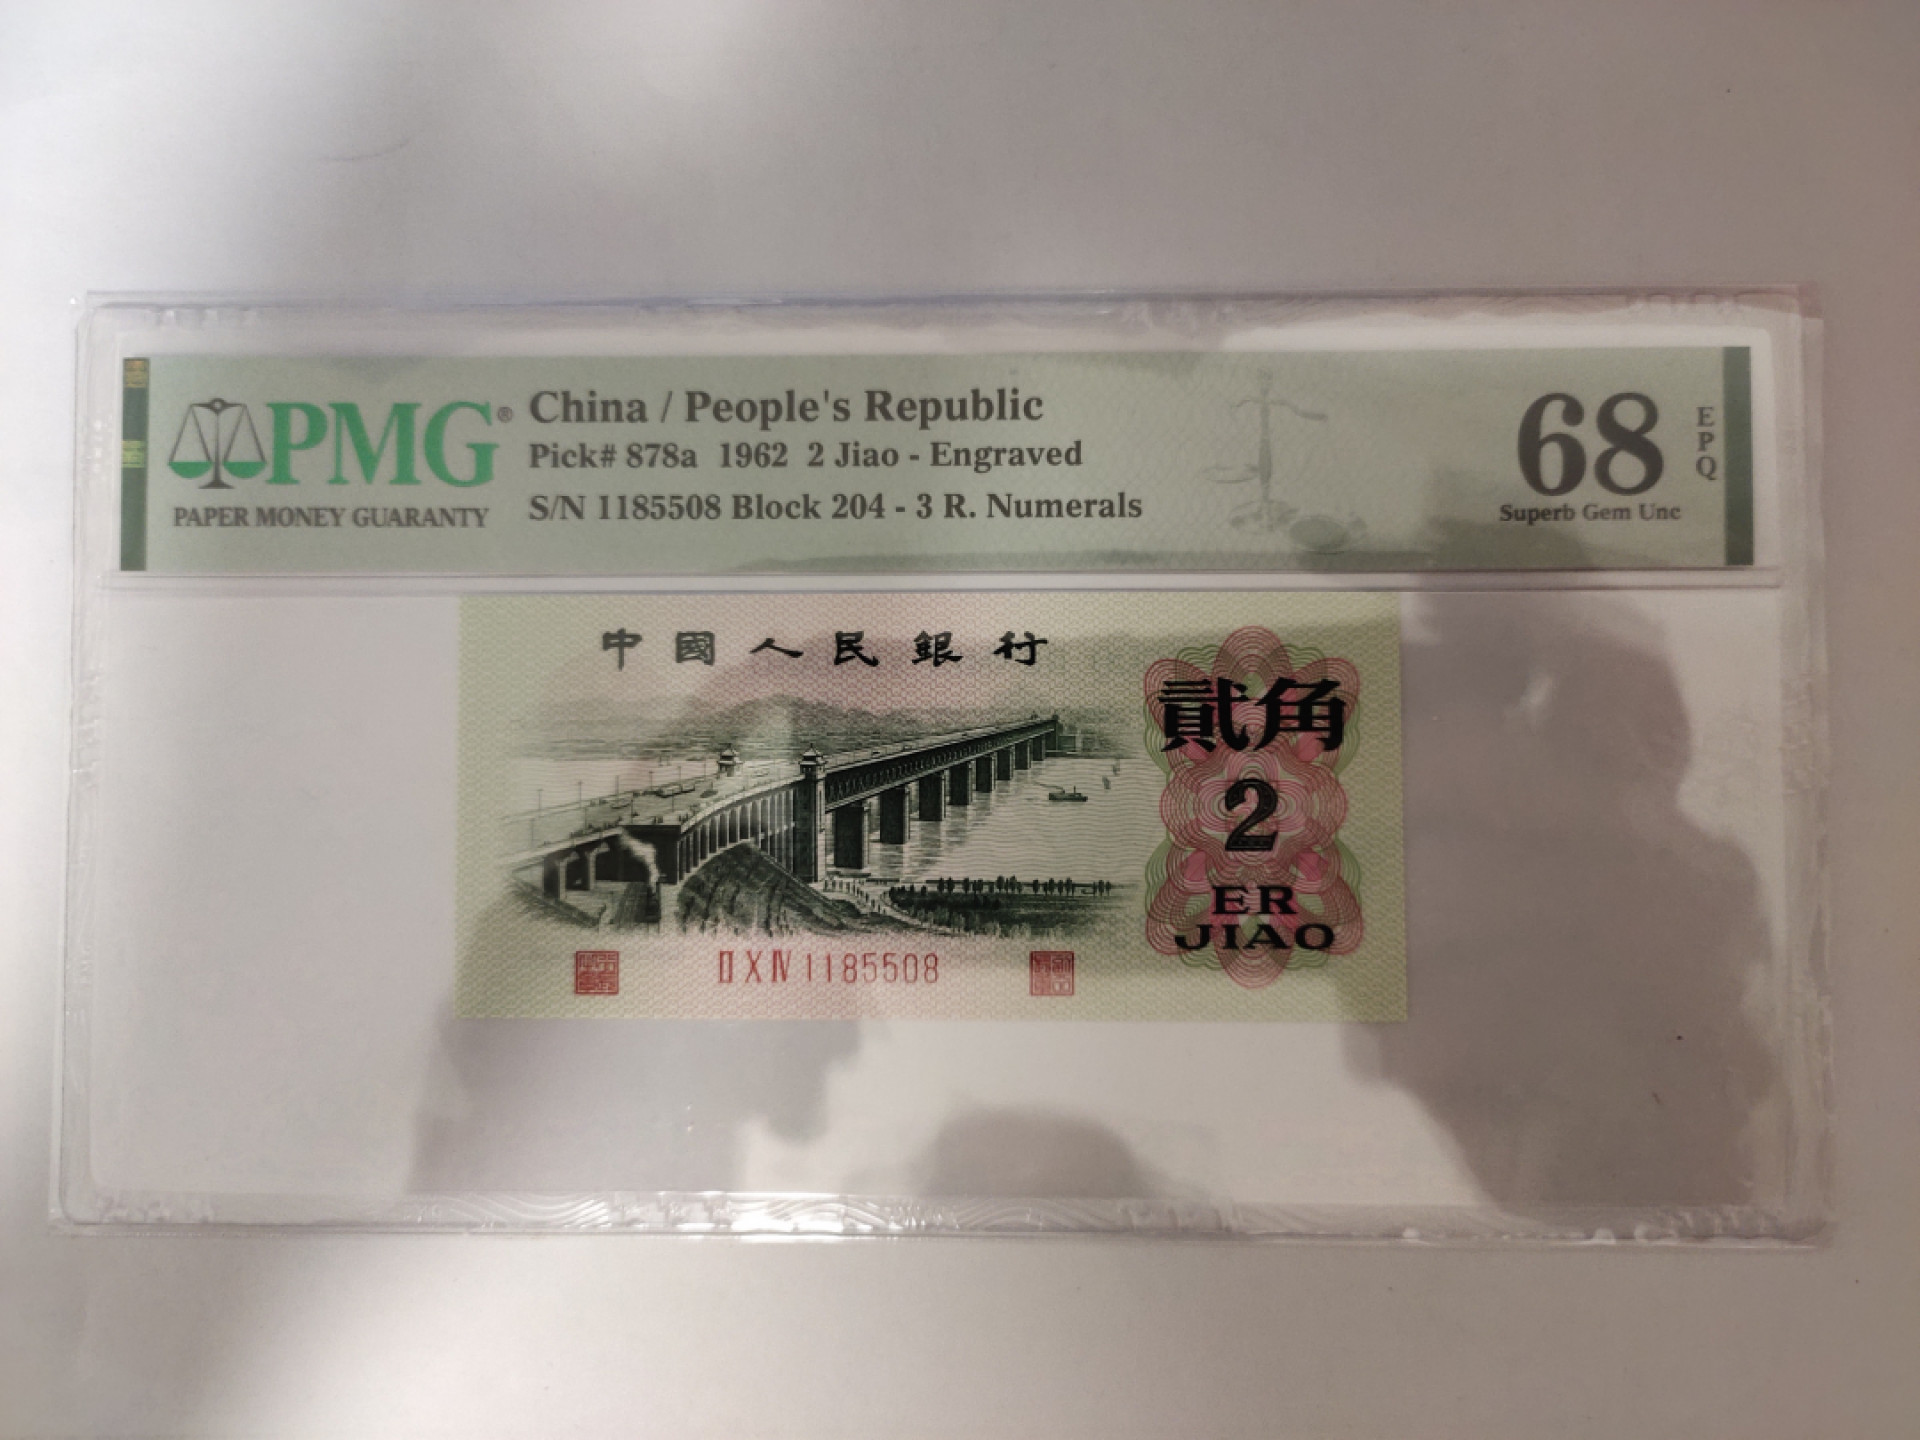 PMG®
PAPER MONEY GUARANTY
China / People's Republic
Pick# 878a 1962 2 Jiao - Engraved
S/N 1185508 Block 204 - 3 R. Numerals
68
EPQ
Superb Gem Unc
中國人民銀行
貳角
2
ER
JIAO
ⅡⅩⅣ 1185508